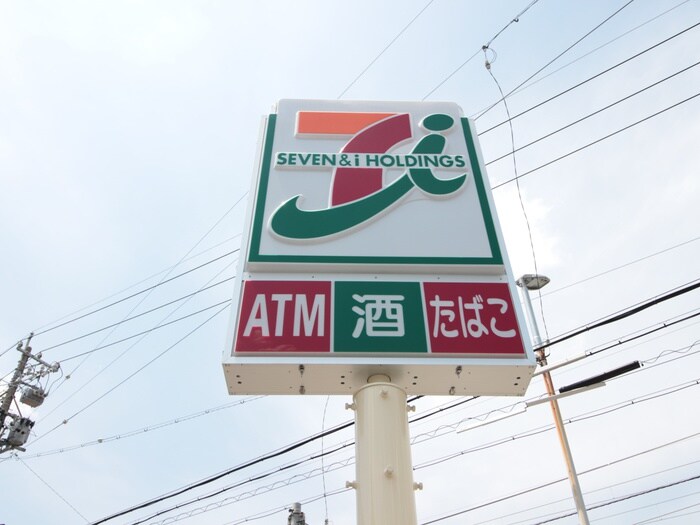 SEVEN & i HOLDINGS
ATM 酒 たばこ